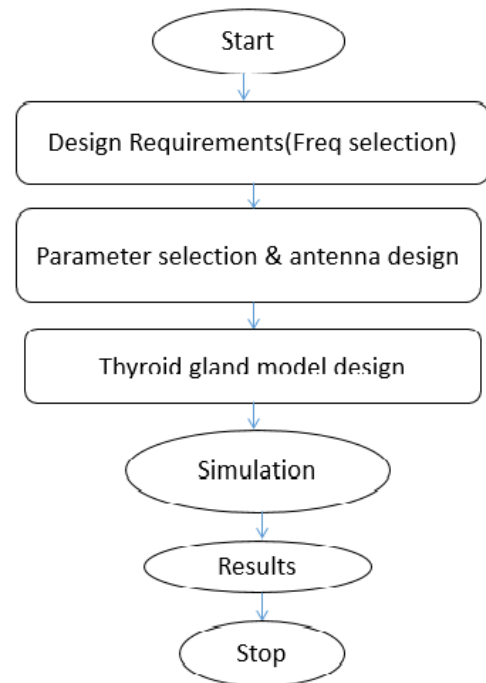 Start
Design Requirements(Freq selection)
Parameter selection & antenna design
Thyroid gland model design
Simulation
Results
Stop